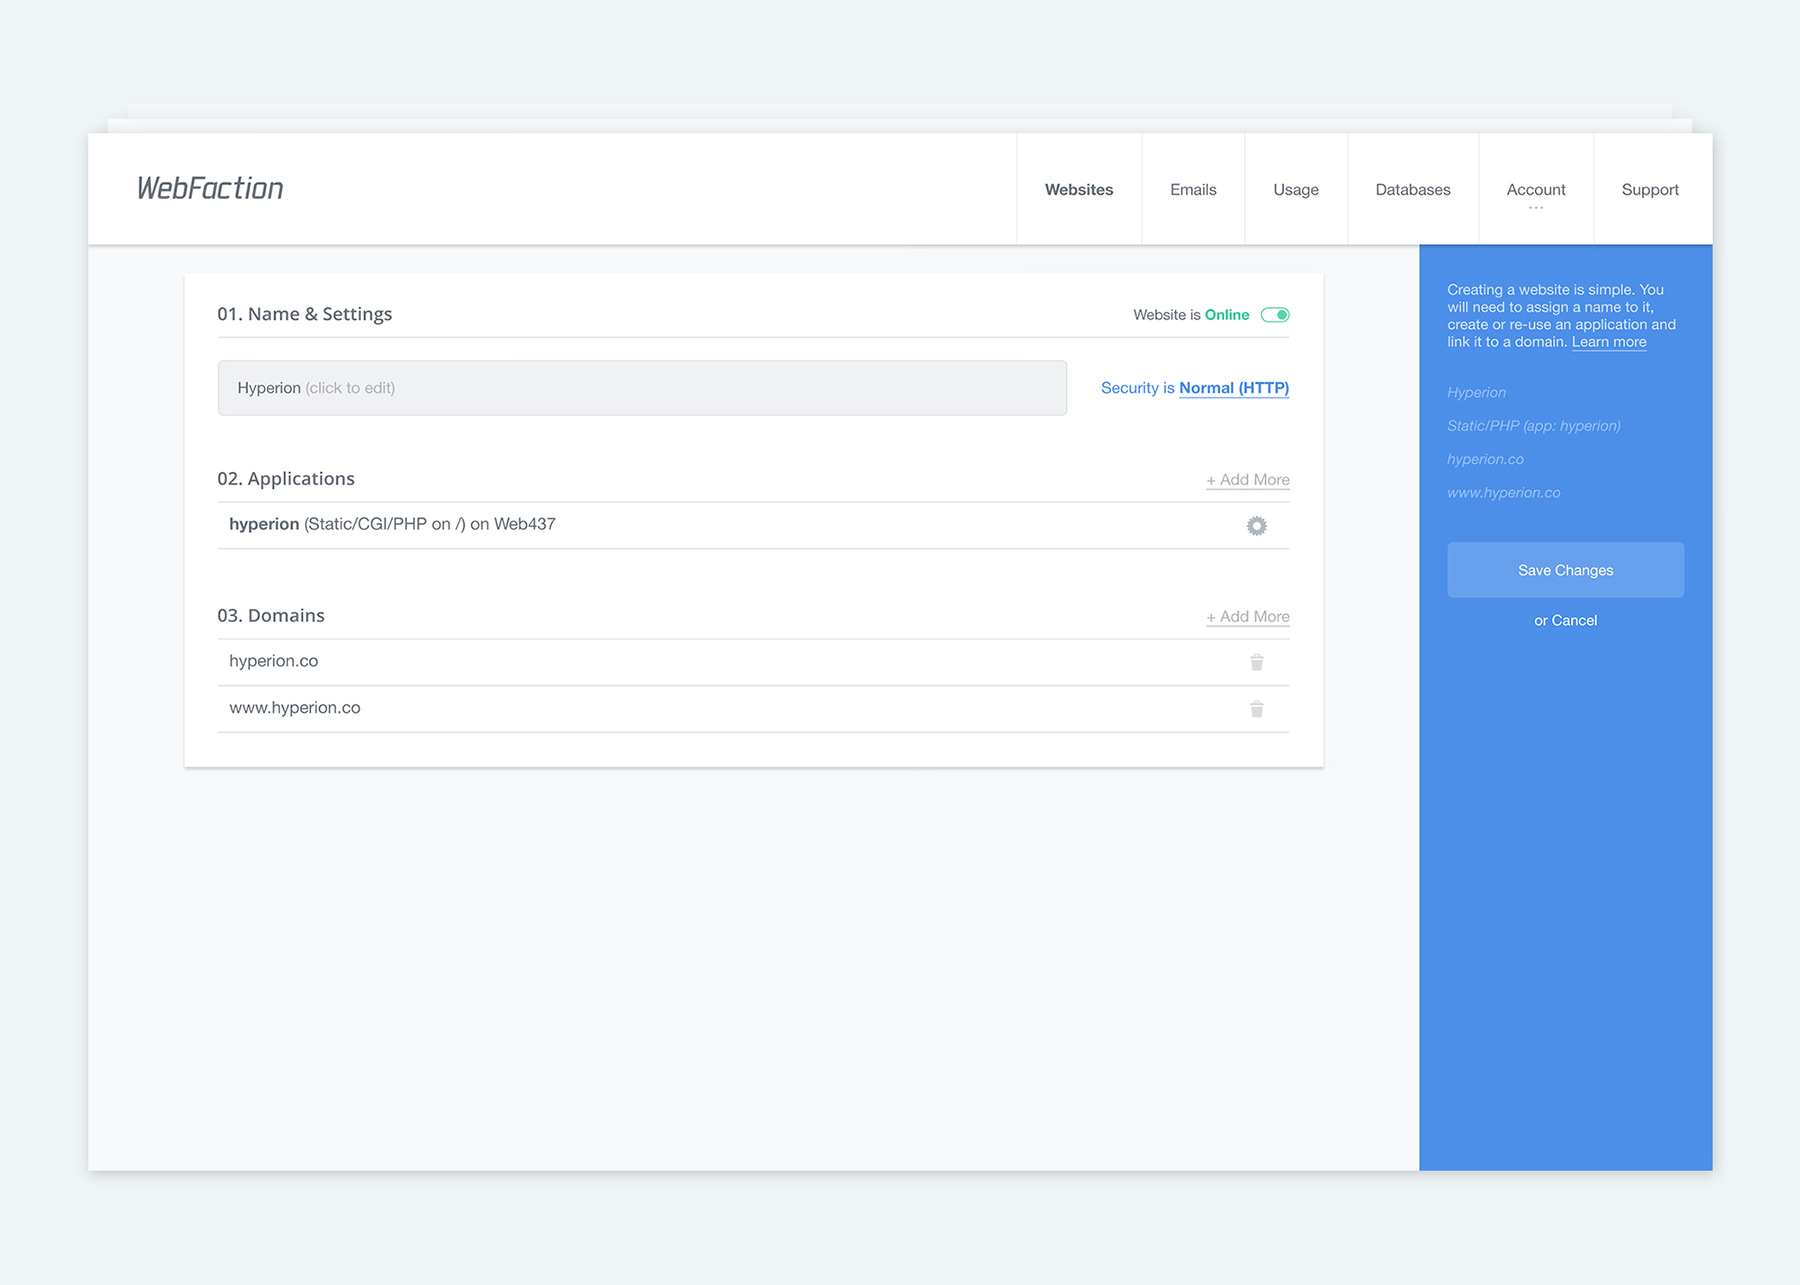 WebFaction
Websites
Emails
Usage
Databases
Account
...
Support
01. Name & Settings
Website is Online
Hyperion (click to edit)
Security is Normal (HTTP)
02. Applications
+ Add More
hyperion (Static/CGI/PHP on /) on Web437
03. Domains
+ Add More
hyperion.co
www.hyperion.co
Creating a website is simple. You
will need to assign a name to it,
create or re-use an application and
link it to a domain. Learn more
Hyperion
Static/PHP (app: hyperion)
hyperion.co
www.hyperion.co
Save Changes
or Cancel